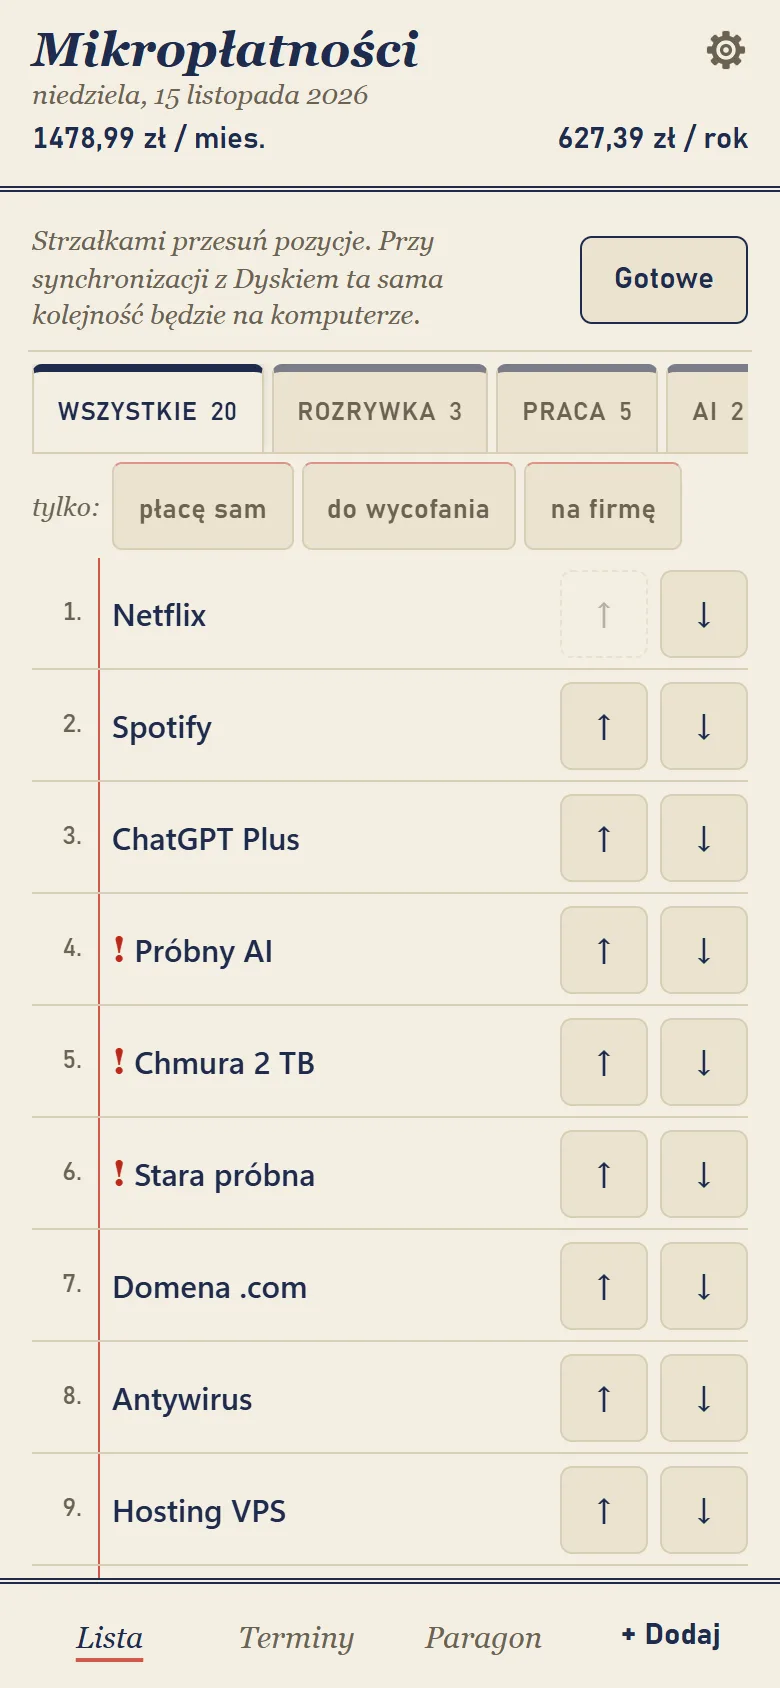 Mikropłatności
niedziela, 15 listopada 2026
1478,99 zł / mies. 627,39 zł / rok
Strzałkami przesuń pozycje. Przy
synchronizacji z Dyskiem ta sama
kolejność będzie na komputerze.
Gotowe
WSZYSTKIE 20 ROZRYWKA 3 PRACA 5 AI 2
tylko: płacę sam do wycofania na firmę
1. Netflix ↑ ↓
2. Spotify ↑ ↓
3. ChatGPT Plus ↑ ↓
4. ! Próbny AI ↑ ↓
5. ! Chmura 2 TB ↑ ↓
6. ! Stara próbna ↑ ↓
7. Domena .com ↑ ↓
8. Antywirus ↑ ↓
9. Hosting VPS ↑ ↓
Lista Terminy Paragon + Dodaj